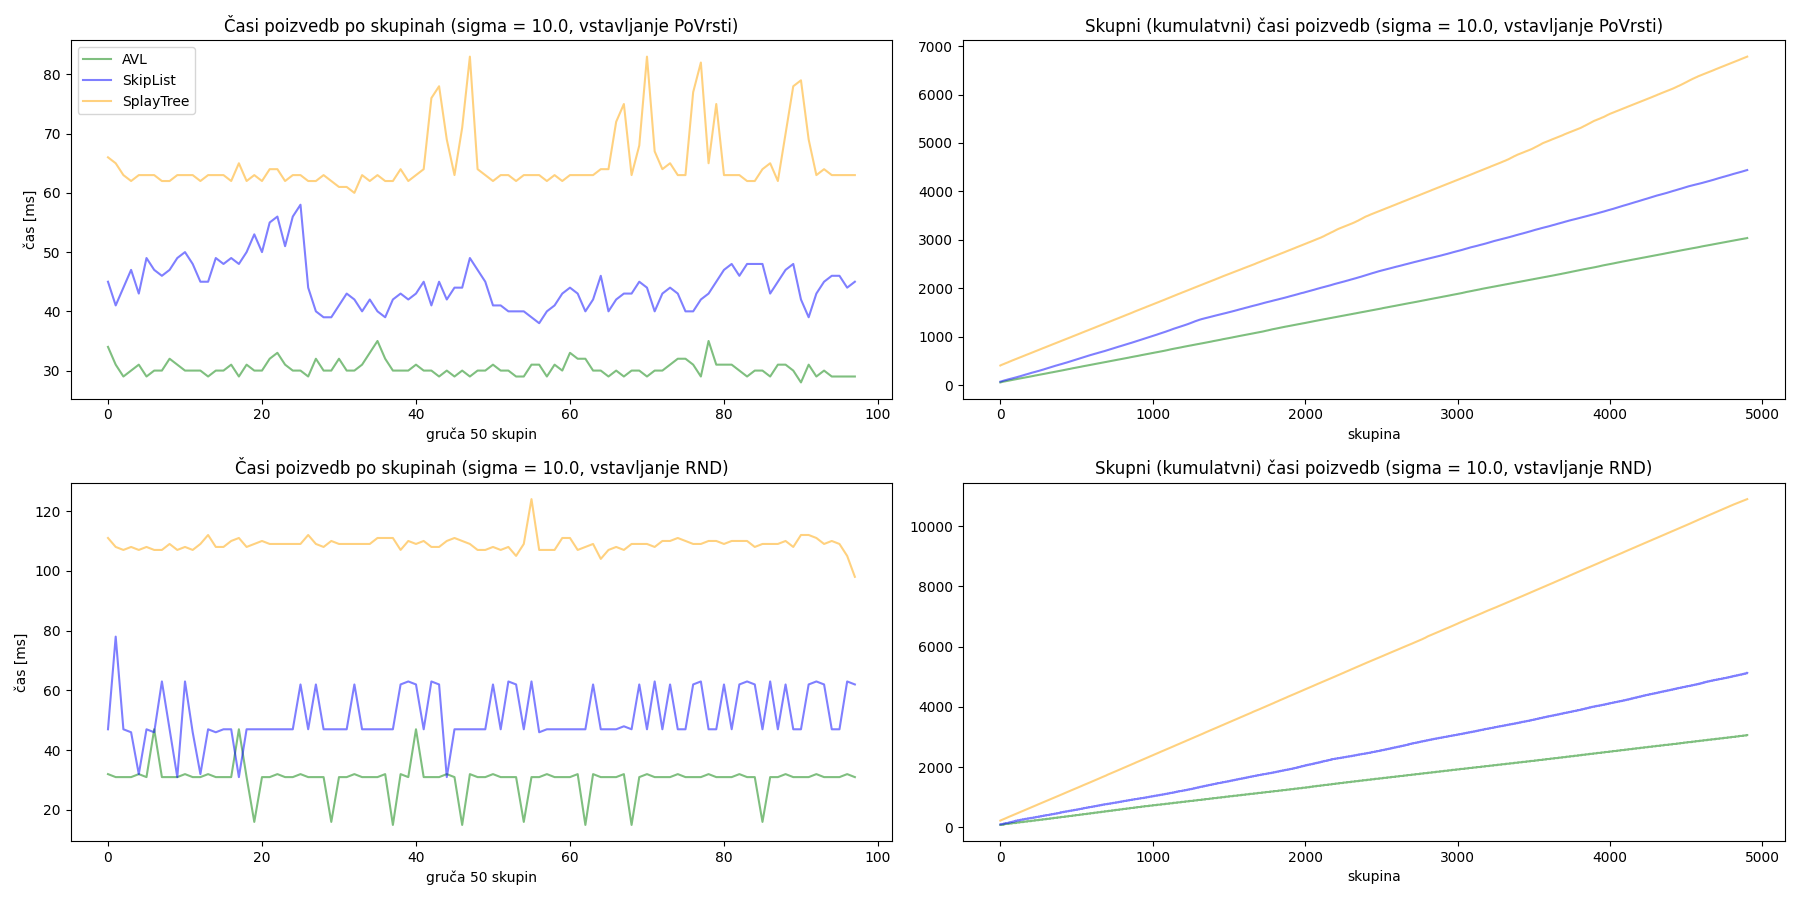 Časi poizvedb po skupinah (sigma = 10.0, vstavljanje PoVrsti)
AVL
SkipList
SplayTree
80
70
60
50
40
30
čas [ms]
0 20 40 60 80 100
gruča 50 skupin
Skupni (kumulatvni) časi poizvedb (sigma = 10.0, vstavljanje PoVrsti)
7000
6000
5000
4000
3000
2000
1000
0
0 1000 2000 3000 4000 5000
skupina
Časi poizvedb po skupinah (sigma = 10.0, vstavljanje RND)
120
100
80
60
40
20
čas [ms]
0 20 40 60 80 100
gruča 50 skupin
Skupni (kumulatvni) časi poizvedb (sigma = 10.0, vstavljanje RND)
10000
8000
6000
4000
2000
0
0 1000 2000 3000 4000 5000
skupina